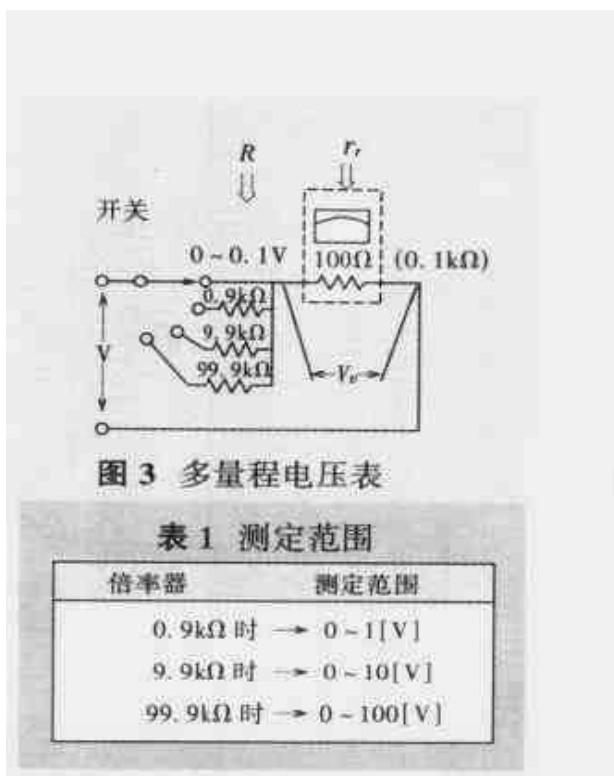 R
r_r
开关
0~0.1V
100Ω (0.1kΩ)
0.9kΩ
9.9kΩ
V
99.9kΩ
V_v
图 3 多量程电压表
表 1 测定范围
倍率器 测定范围
0.9kΩ 时 → 0~1[V]
9.9kΩ 时 → 0~10[V]
99.9kΩ 时 → 0~100[V]